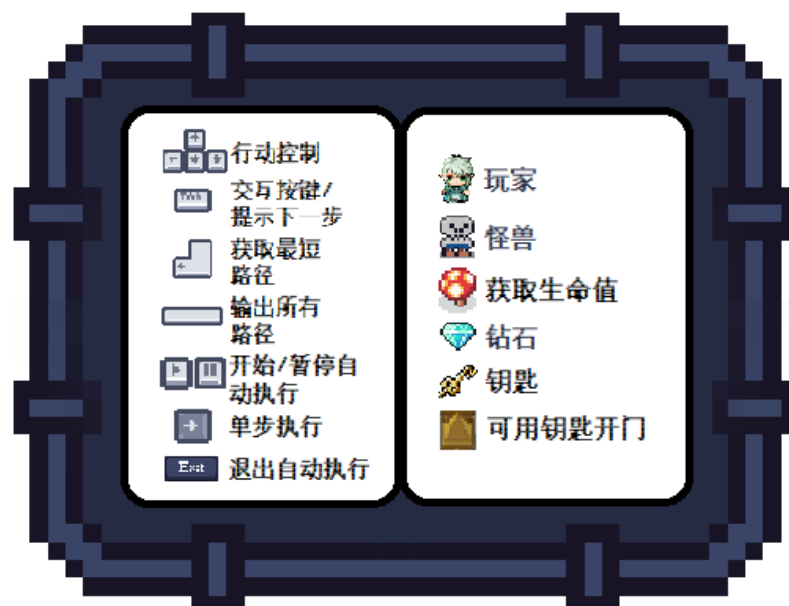 行动控制
Tab
交互按键/
提示下一步
获取最短
路径
输出所有
路径
开始/暂停自
动执行
单步执行
Exit
退出自动执行
玩家
怪兽
获取生命值
钻石
钥匙
可用钥匙开门